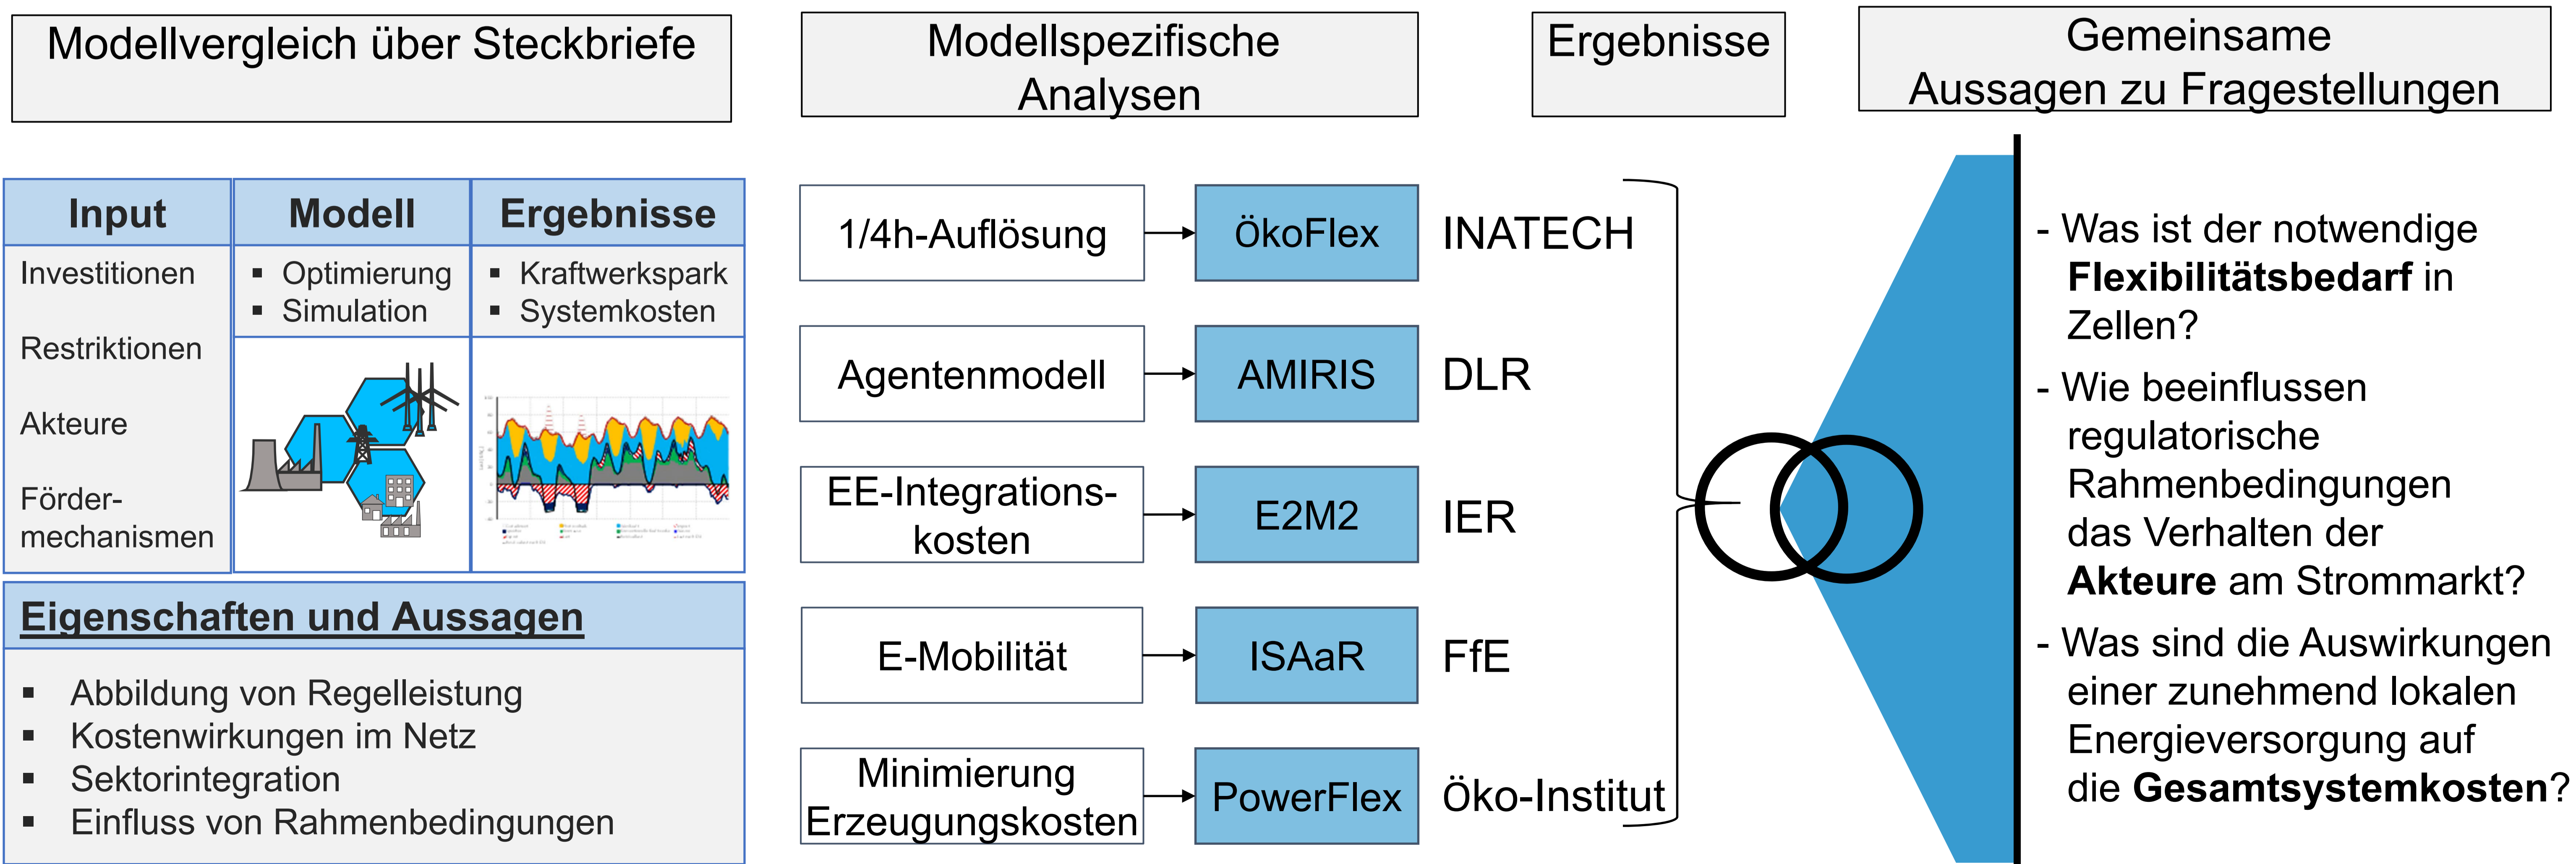 Modellvergleich über Steckbriefe
Input
Modell
Ergebnisse
Investitionen
Restriktionen
Akteure
Förder-
mechanismen
▪ Optimierung
▪ Simulation
▪ Kraftwerkspark
▪ Systemkosten
Eigenschaften und Aussagen
▪ Abbildung von Regelleistung
▪ Kostenwirkungen im Netz
▪ Sektorintegration
▪ Einfluss von Rahmenbedingungen
Modellspezifische
Analysen
Ergebnisse
1/4h-Auflösung
ÖkoFlex
INATECH
Agentenmodell
AMIRIS
DLR
EE-Integrations-
kosten
E2M2
IER
E-Mobilität
ISAaR
FfE
Minimierung
Erzeugungskosten
PowerFlex
Öko-Institut
Gemeinsame
Aussagen zu Fragestellungen
- Was ist der notwendige
Flexibilitätsbedarf in
Zellen?
- Wie beeinflussen
regulatorische
Rahmenbedingungen
das Verhalten der
Akteure am Strommarkt?
- Was sind die Auswirkungen
einer zunehmend lokalen
Energieversorgung auf
die Gesamtsystemkosten?